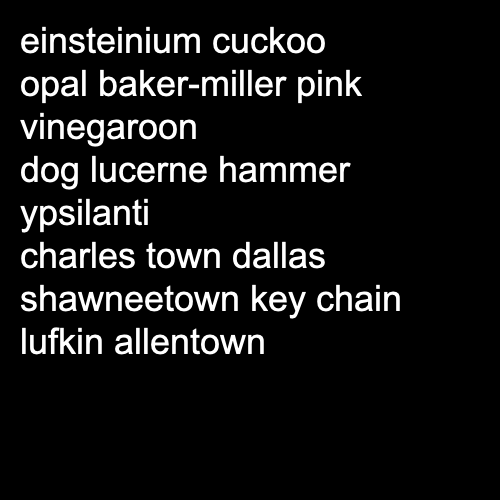 einsteinium cuckoo
opal baker-miller pink
vinegaroon
dog lucerne hammer
ypsilanti
charles town dallas
shawneetown key chain
lufkin allentown